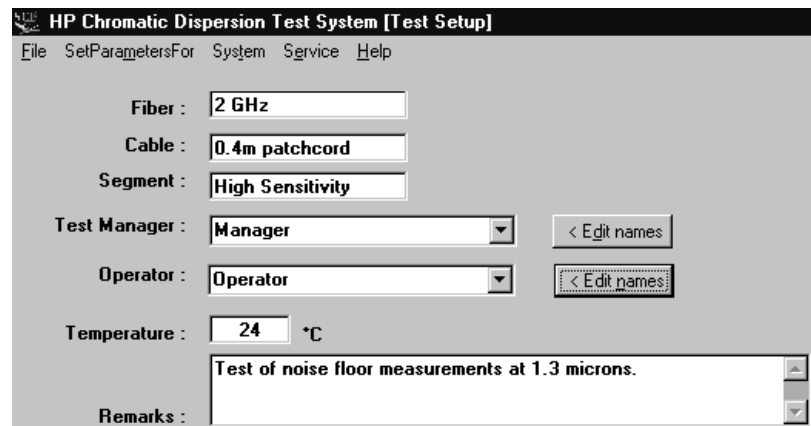 HP Chromatic Dispersion Test System [Test Setup]
File SetParametersFor System Service Help
Fiber : 2 GHz
Cable : 0.4m patchcord
Segment : High Sensitivity
Test Manager : Manager < Edit names
Operator : Operator < Edit names
Temperature : 24 °C
Test of noise floor measurements at 1.3 microns.
Remarks :